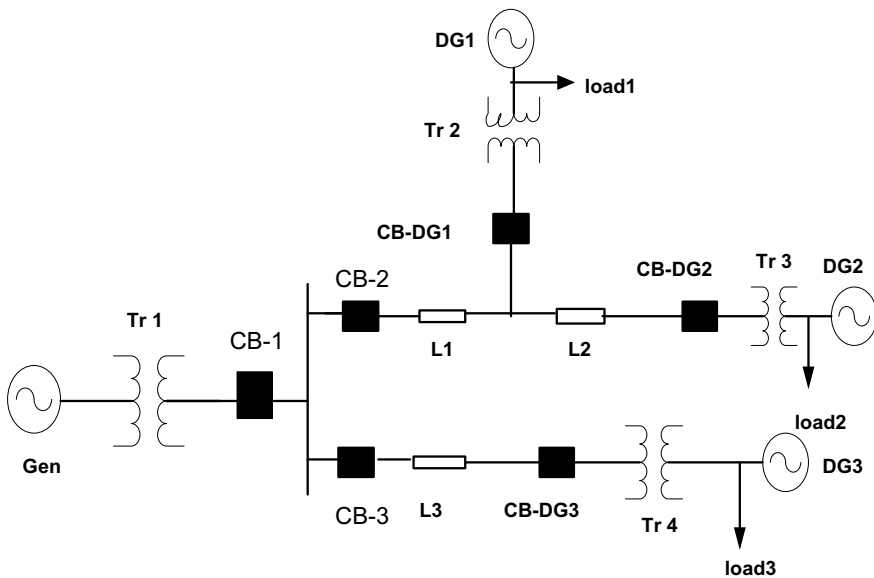 DG1
load1
Tr 2
CB-DG1
CB-DG2
Tr 3
DG2
CB-2
Tr 1
CB-1
L1
L2
load2
Gen
DG3
CB-3
L3
CB-DG3
Tr 4
load3